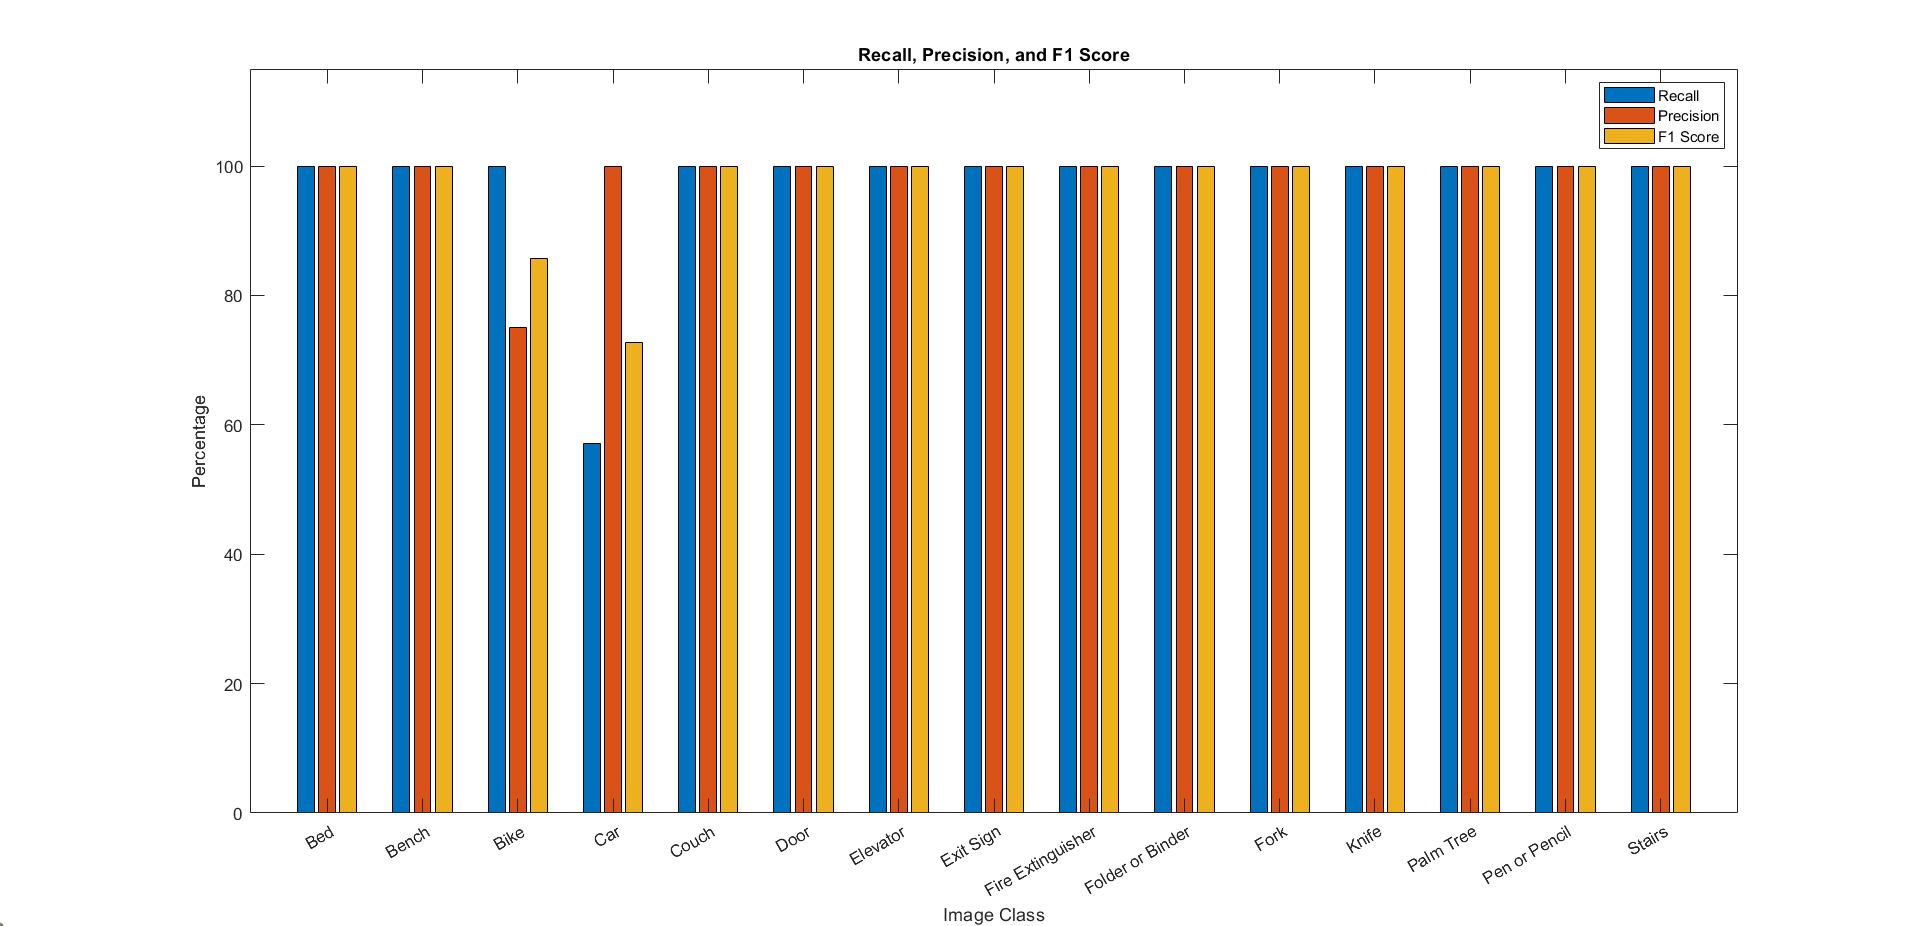 Recall, Precision, and F1 Score
Recall
Precision
F1 Score
100
80
60
40
20
0
Percentage
Bed
Bench
Bike
Car
Couch
Door
Elevator
Exit Sign
Fire Extinguisher
Folder or Binder
Fork
Knife
Palm Tree
Pen or Pencil
Stairs
Image Class